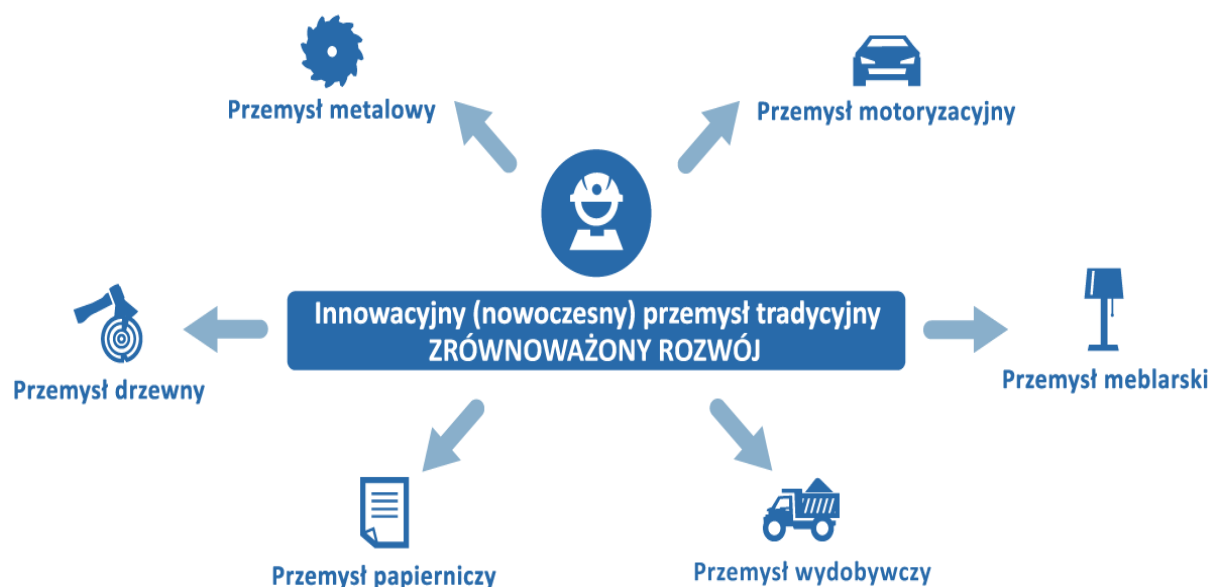 Przemysł metalowy
Przemysł motoryzacyjny
Innowacyjny (nowoczesny) przemysł tradycyjny
ZRÓWNOWAŻONY ROZWÓJ
Przemysł drzewny
Przemysł meblarski
Przemysł papierniczy
Przemysł wydobywczy